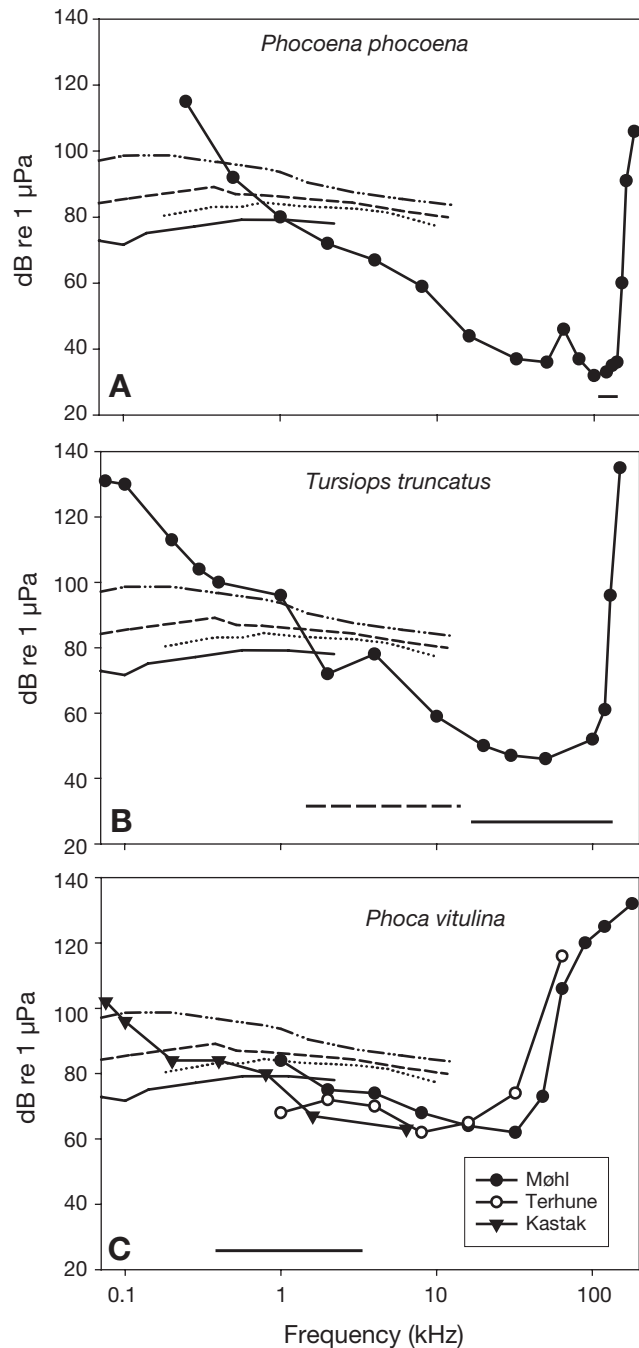 140
Phocoena phocoena
120
100
80
60
40
20
dB re 1 µPa
A
140
Tursiops truncatus
120
100
80
60
40
20
dB re 1 µPa
B
140
Phoca vitulina
120
100
80
60
40
20
dB re 1 µPa
Møhl
Terhune
Kastak
C
0.1 1 10 100
Frequency (kHz)